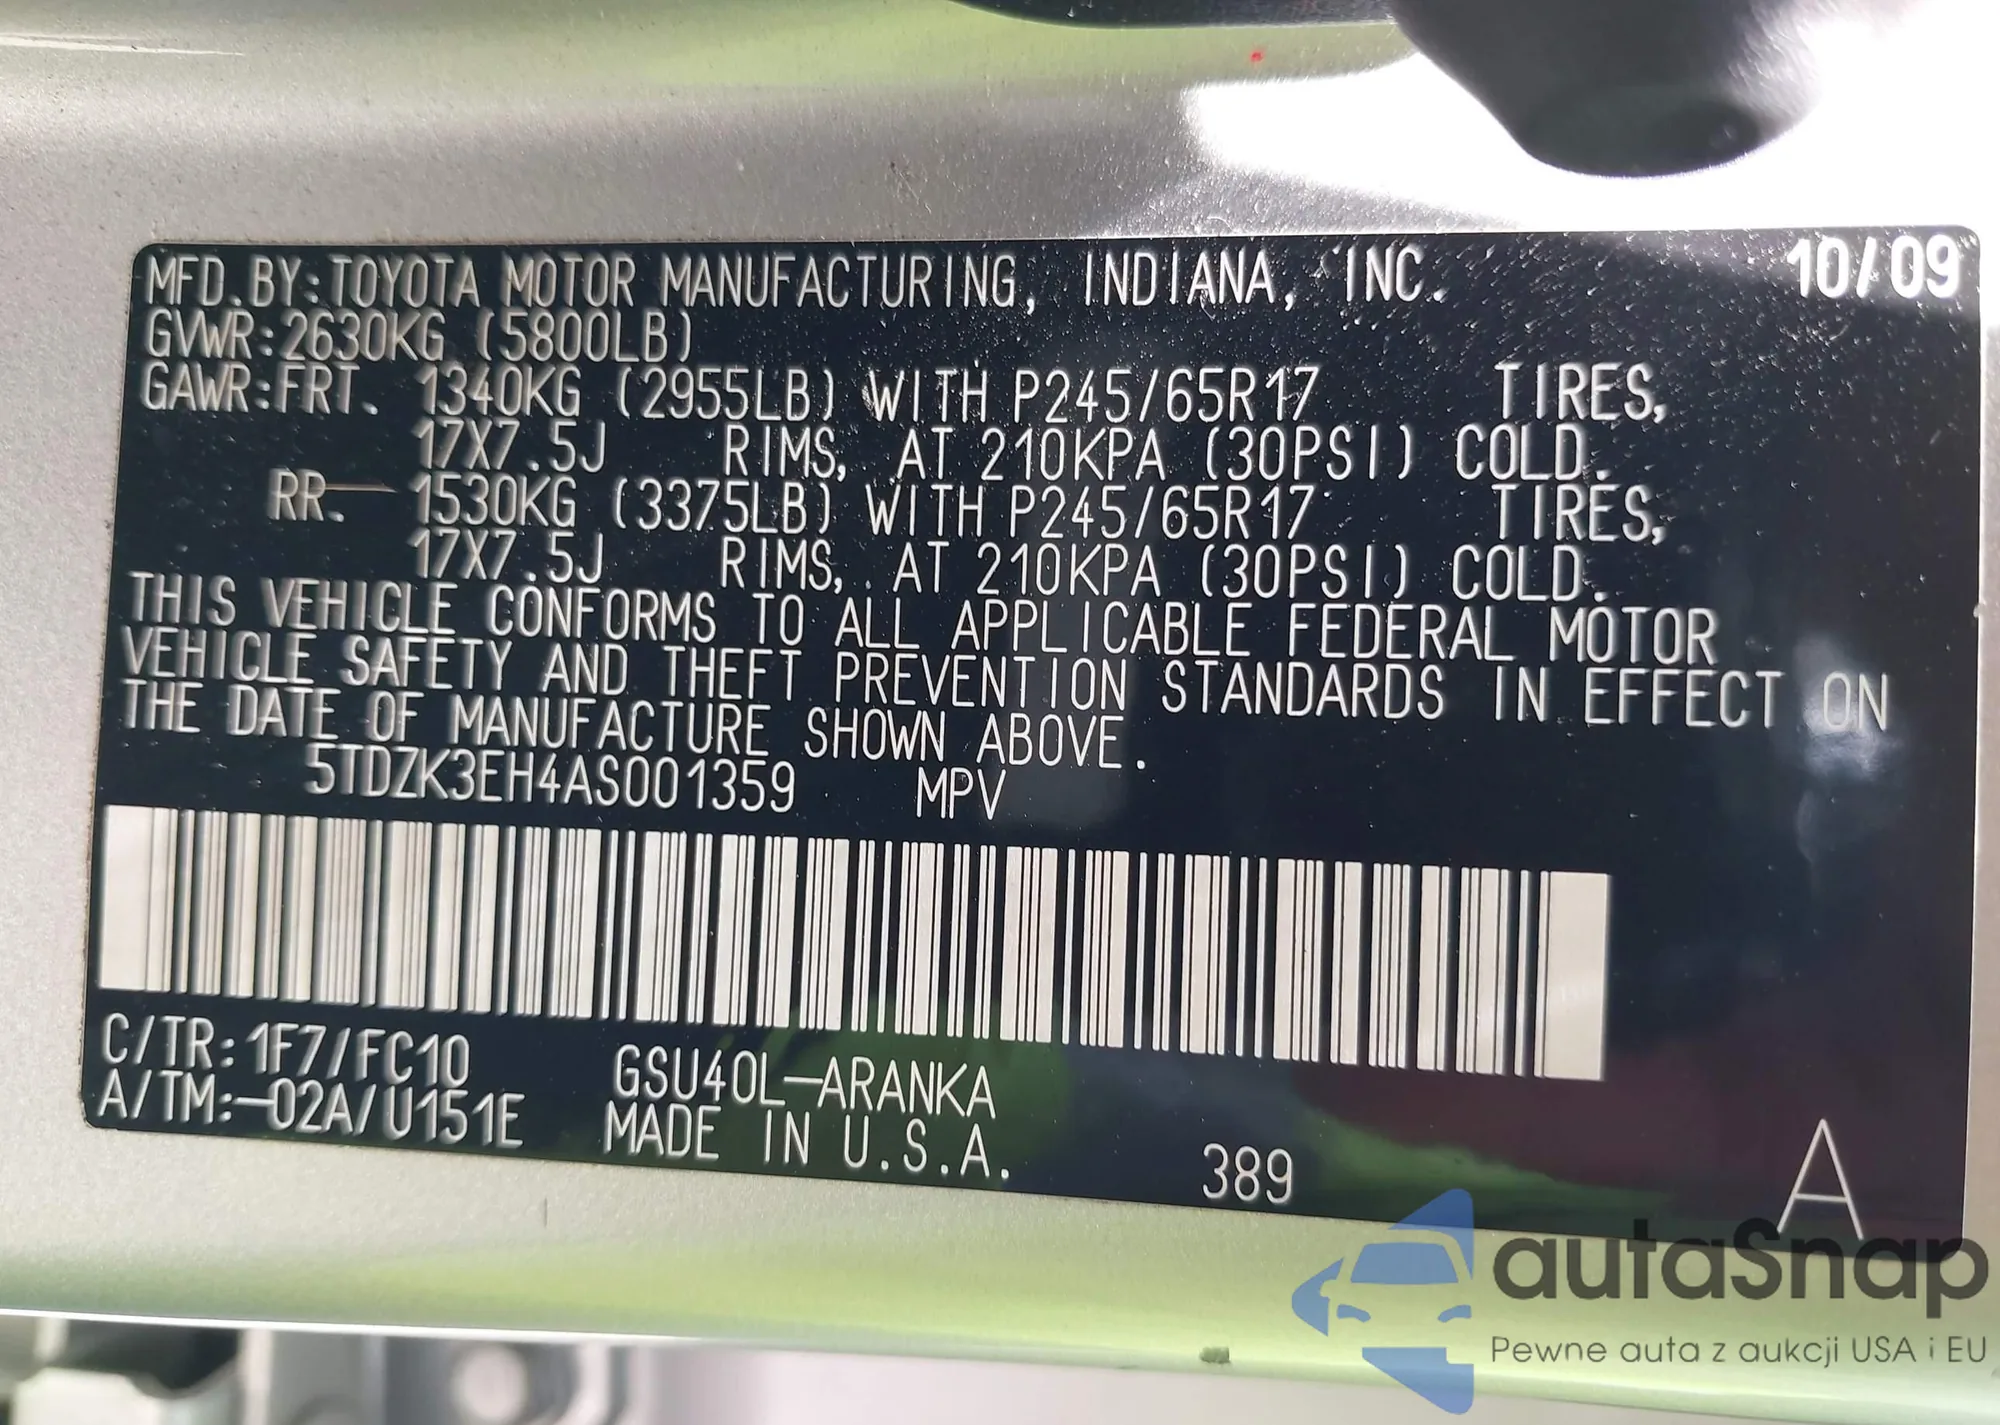 MFD. BY: TOYOTA MOTOR MANUFACTURING, INDIANA, INC. 10/09
GVWR: 2630KG (5800LB)
GAWR: FRT. 1340KG (2955LB) WITH P245/65R17 TIRES,
17X7.5J RIMS, AT 210KPA (30PSI) COLD.
RR. 1530KG (3375LB) WITH P245/65R17 TIRES,
17X7.5J RIMS, AT 210KPA (30PSI) COLD.
THIS VEHICLE CONFORMS TO ALL APPLICABLE FEDERAL MOTOR
VEHICLE SAFETY AND THEFT PREVENTION STANDARDS IN EFFECT ON
THE DATE OF MANUFACTURE SHOWN ABOVE.
5TDZK3EH4AS001359 MPV
C/TR: 1F7/FC10 GSU40L-ARANKA
A/TM:-02A/U151E MADE IN U.S.A. 389 A
autaSnap
Pewne auta z aukcji USA i EU